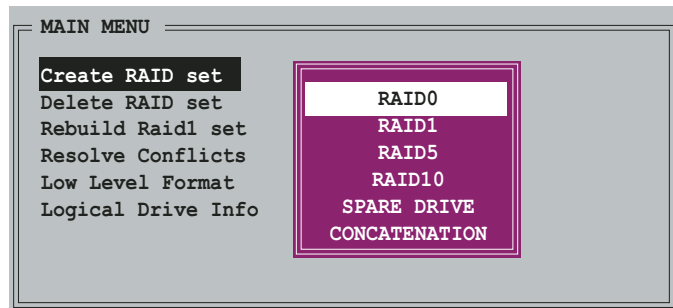 MAIN MENU
Create RAID set
Delete RAID set
Rebuild Raid1 set
Resolve Conflicts
Low Level Format
Logical Drive Info
RAID0
RAID1
RAID5
RAID10
SPARE DRIVE
CONCATENATION